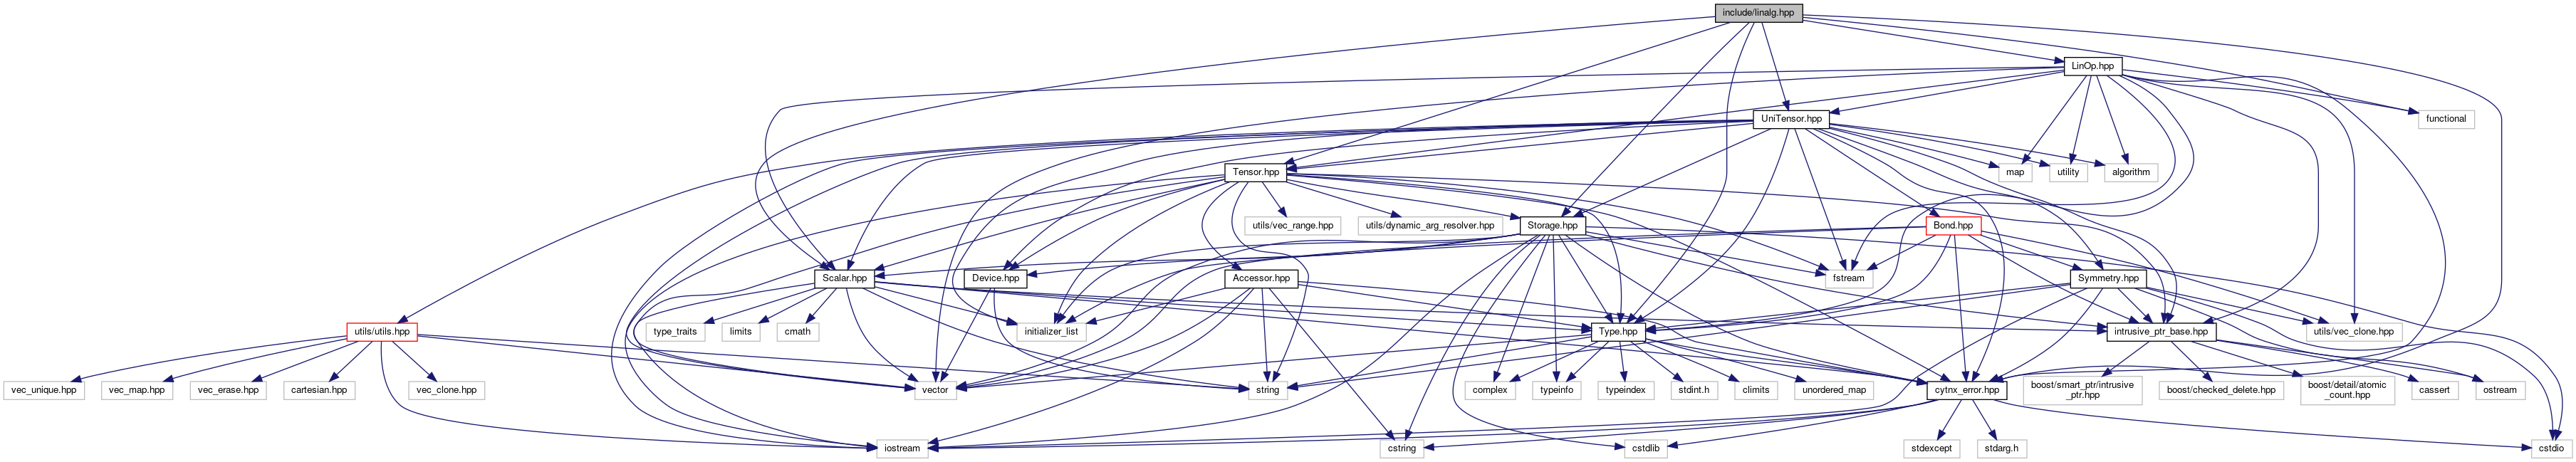 include/linalg.hpp
LinOp.hpp
UniTensor.hpp
functional
Tensor.hpp
map
utility
algorithm
utils/vec_range.hpp
utils/dynamic_arg_resolver.hpp
Storage.hpp
Bond.hpp
Scalar.hpp
Device.hpp
Accessor.hpp
fstream
Symmetry.hpp
utils/utils.hpp
type_traits
limits
cmath
initializer_list
Type.hpp
intrusive_ptr_base.hpp
utils/vec_clone.hpp
vec_unique.hpp
vec_map.hpp
vec_erase.hpp
cartesian.hpp
vec_clone.hpp
vector
string
complex
typeinfo
typeindex
stdint.h
climits
unordered_map
cytnx_error.hpp
boost/smart_ptr/intrusive
_ptr.hpp
boost/checked_delete.hpp
boost/detail/atomic
_count.hpp
cassert
ostream
iostream
cstring
cstdlib
stdexcept
stdarg.h
cstdio